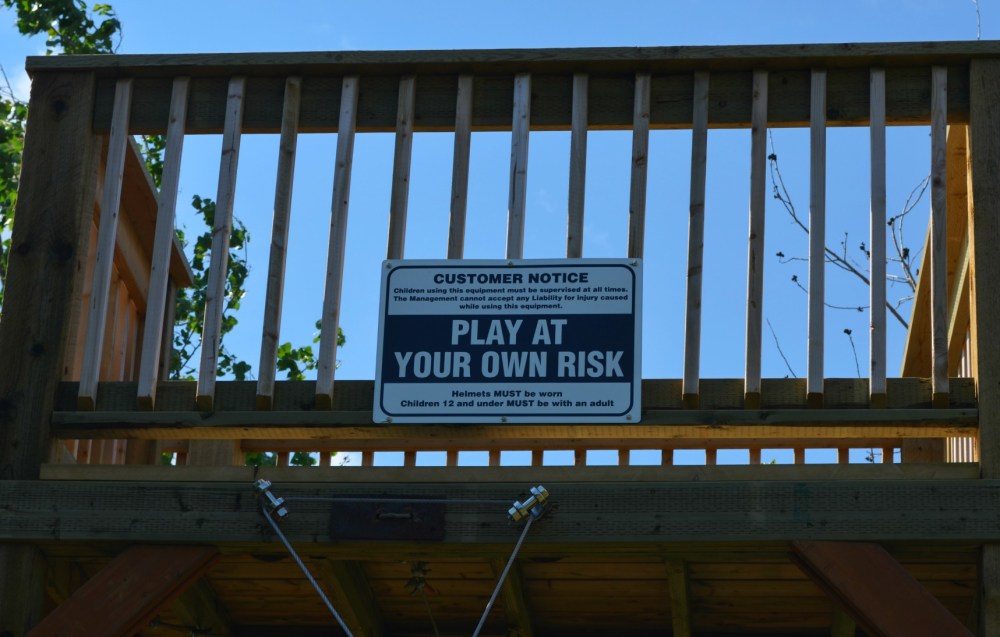 CUSTOMER NOTICE
Children using this equipment must be supervised at all times.
The Management cannot accept any Liability for injury caused
while using this equipment.
PLAY AT
YOUR OWN RISK
Helmets MUST be worn
Children 12 and under MUST be with an adult